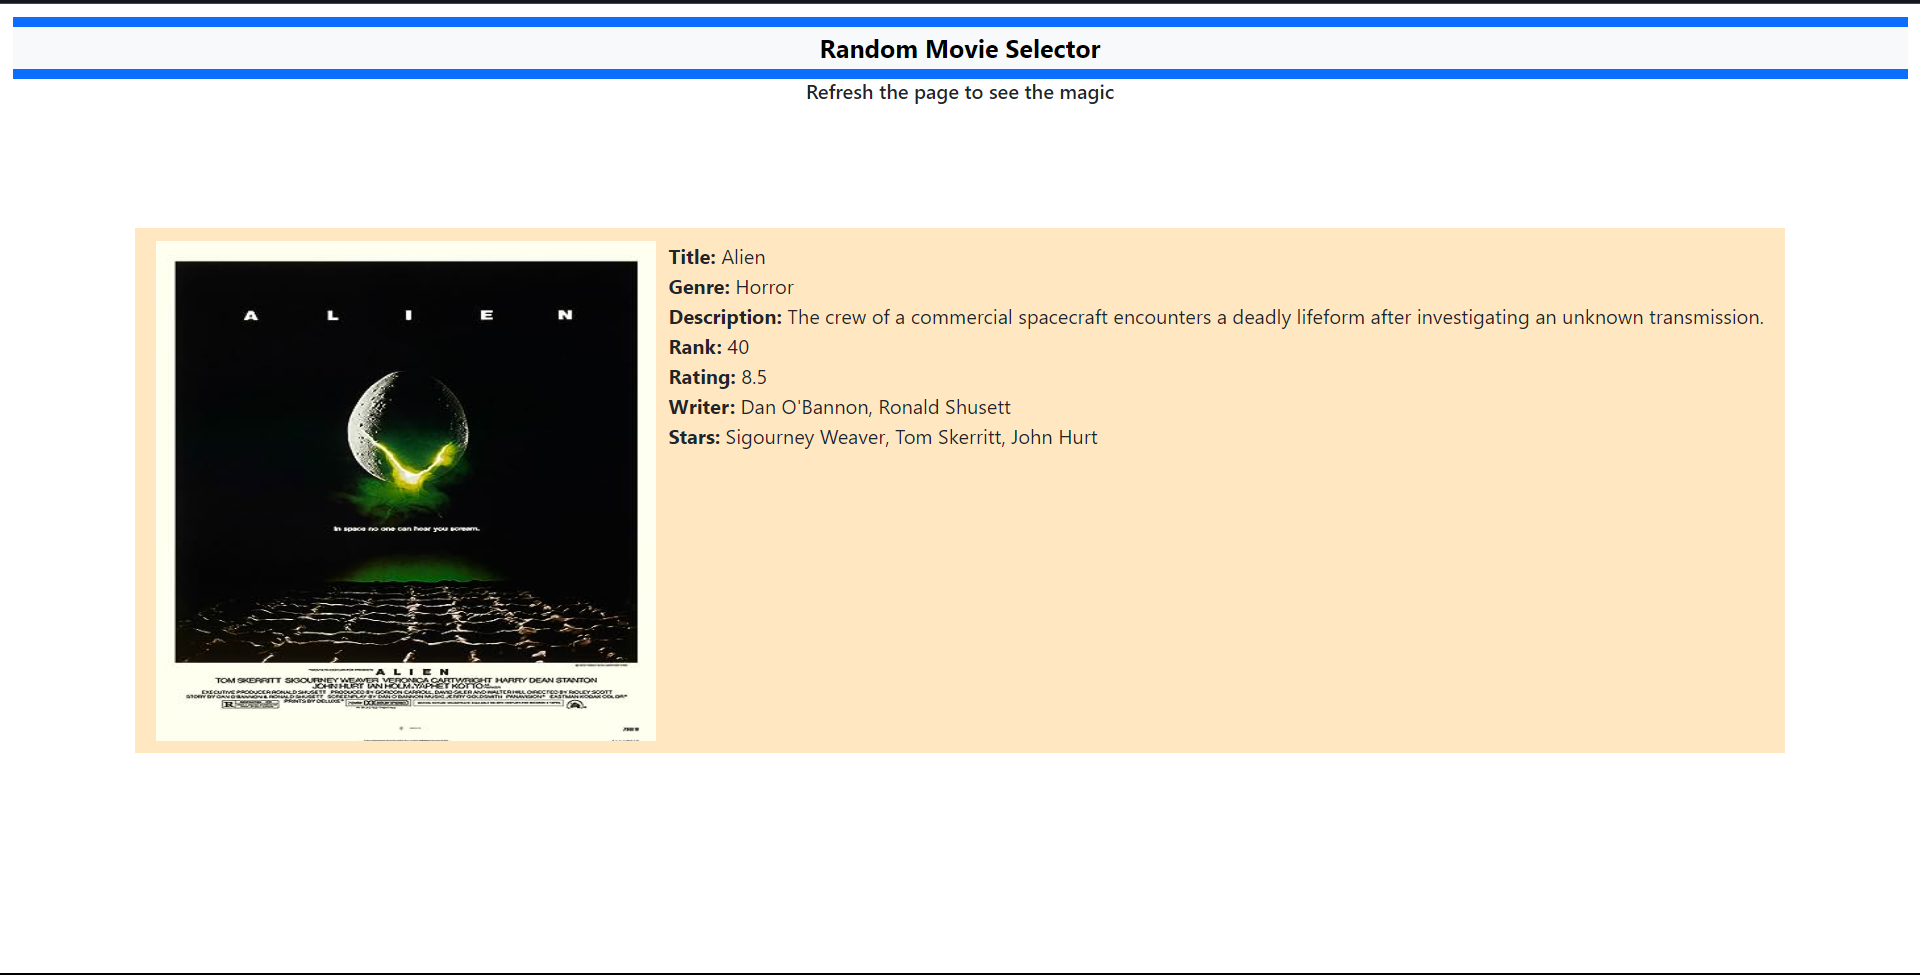 Random Movie Selector
Refresh the page to see the magic
A L I E N
In space no one can hear you scream.
A L I E N
TOM SKERRITT SIGOURNEY WEAVER VERONICA CARTWRIGHT HARRY DEAN STANTON
JOHN HURT IAN HOLM & YAPHET KOTTO
EXECUTIVE PRODUCER RONALD SHUSETT PRODUCED BY GORDON CARROLL, DAVID GILER AND WALTER HILL DIRECTED BY RIDLEY SCOTT
STORY BY DAN O'BANNON & RONALD SHUSETT SCREENPLAY BY DAN O'BANNON MUSIC JERRY GOLDSMITH PANAVISION® EASTMAN KODAK COLOR®
R PRINTS BY DELUXE®
Title: Alien
Genre: Horror
Description: The crew of a commercial spacecraft encounters a deadly lifeform after investigating an unknown transmission.
Rank: 40
Rating: 8.5
Writer: Dan O'Bannon, Ronald Shusett
Stars: Sigourney Weaver, Tom Skerritt, John Hurt